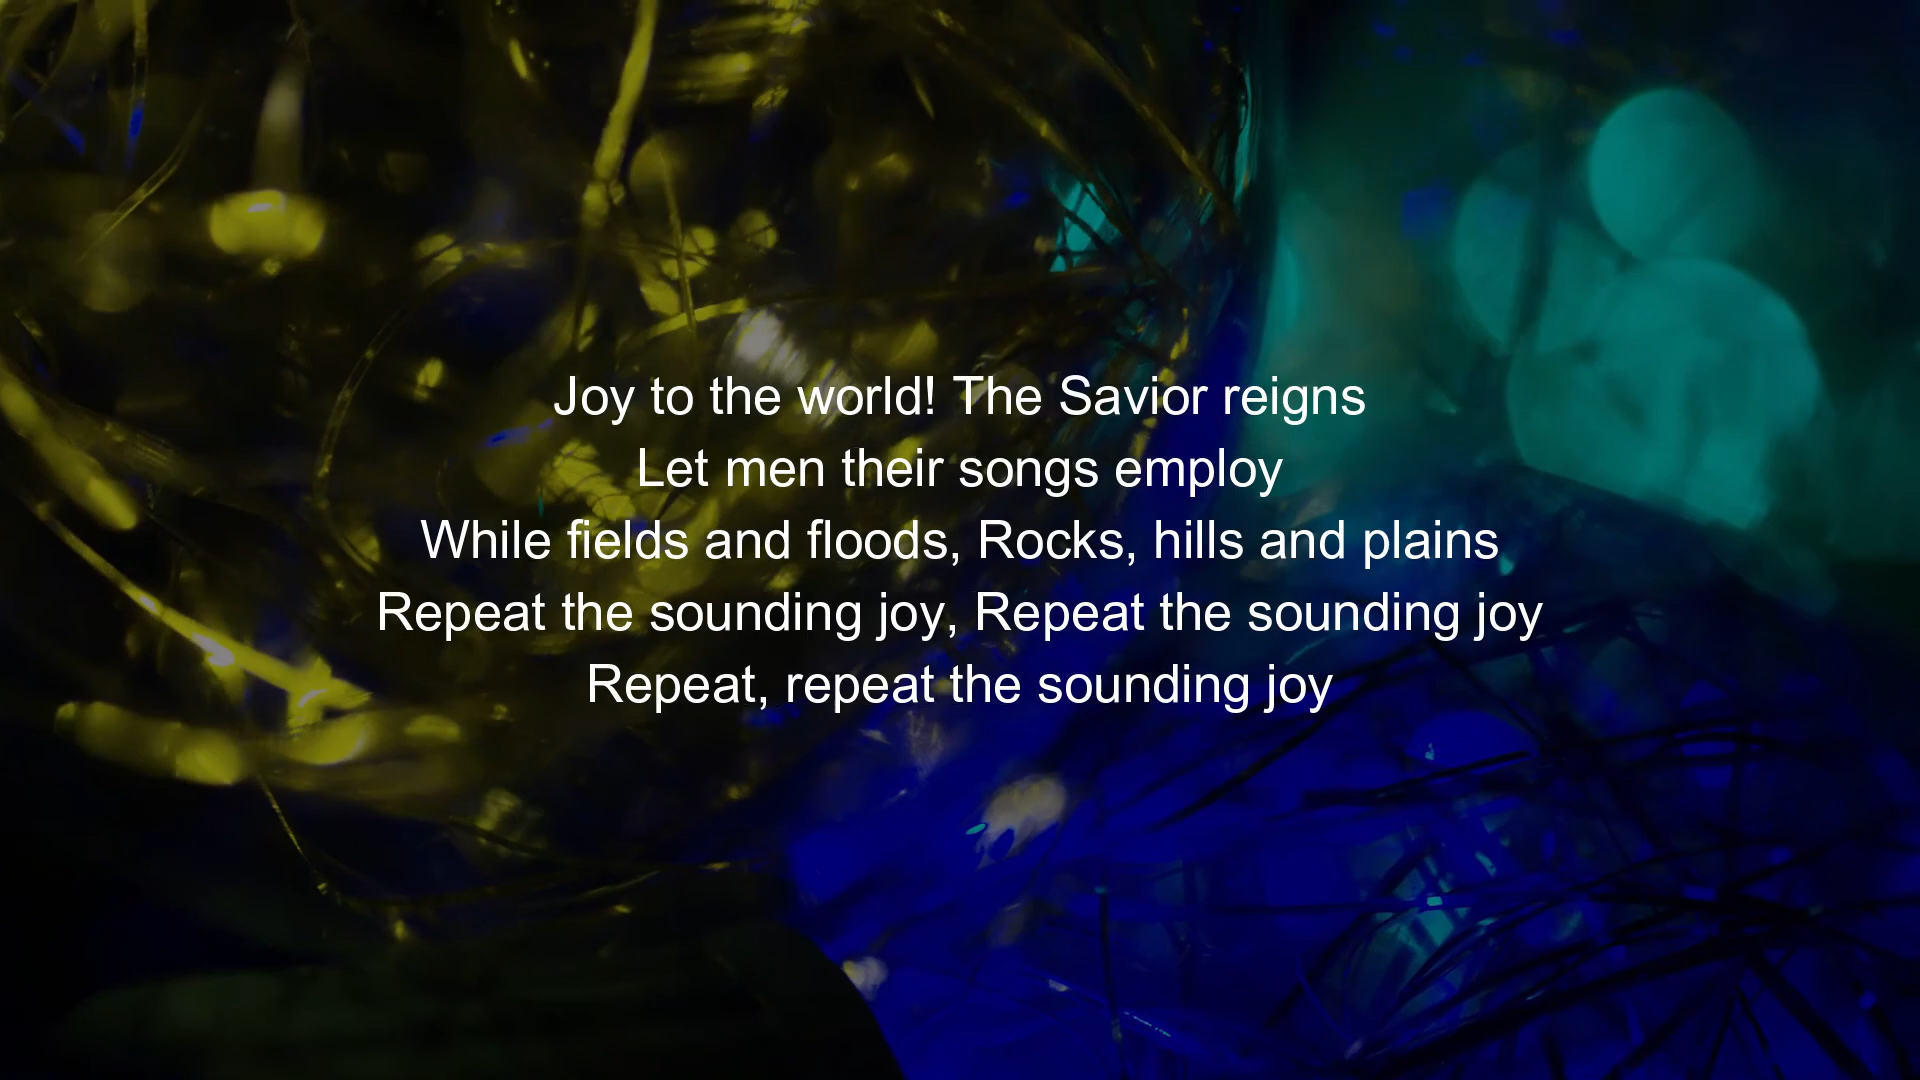 Joy to the world! The Savior reigns
Let men their songs employ
While fields and floods, Rocks, hills and plains
Repeat the sounding joy, Repeat the sounding joy
Repeat, repeat the sounding joy